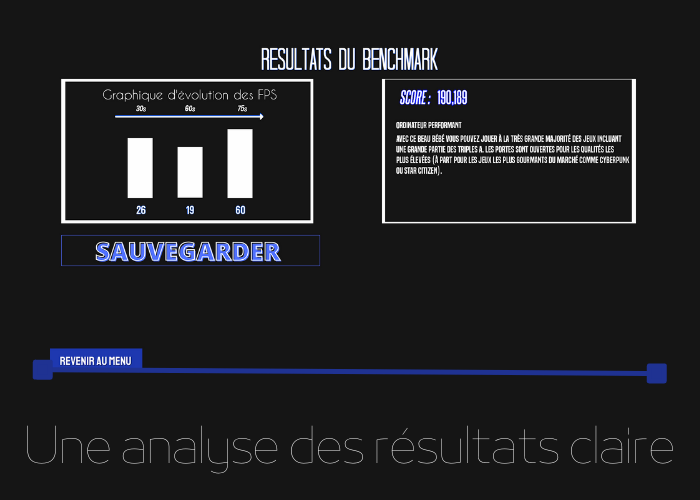 RESULTATS DU BENCHMARK
Graphique d'évolution des FPS
30s 60s 75s
26 19 60
SAUVEGARDER
SCORE : 190,189
ORDINATEUR PERFORMANT
AVEC CE BEAU BÉBÉ VOUS POUVEZ JOUER À LA TRÈS GRANDE MAJORITÉ DES JEUX INCLUANT
UNE GRANDE PARTIE DES TRIPLES A. LES PORTES SONT OUVERTES POUR LES QUALITÉS LES
PLUS ÉLEVÉES (À PART POUR LES JEUX LES PLUS GOURMANTS DU MARCHÉ COMME CYBERPUNK
OU STAR CITIZEN).
REVENIR AU MENU
Une analyse des résultats claire